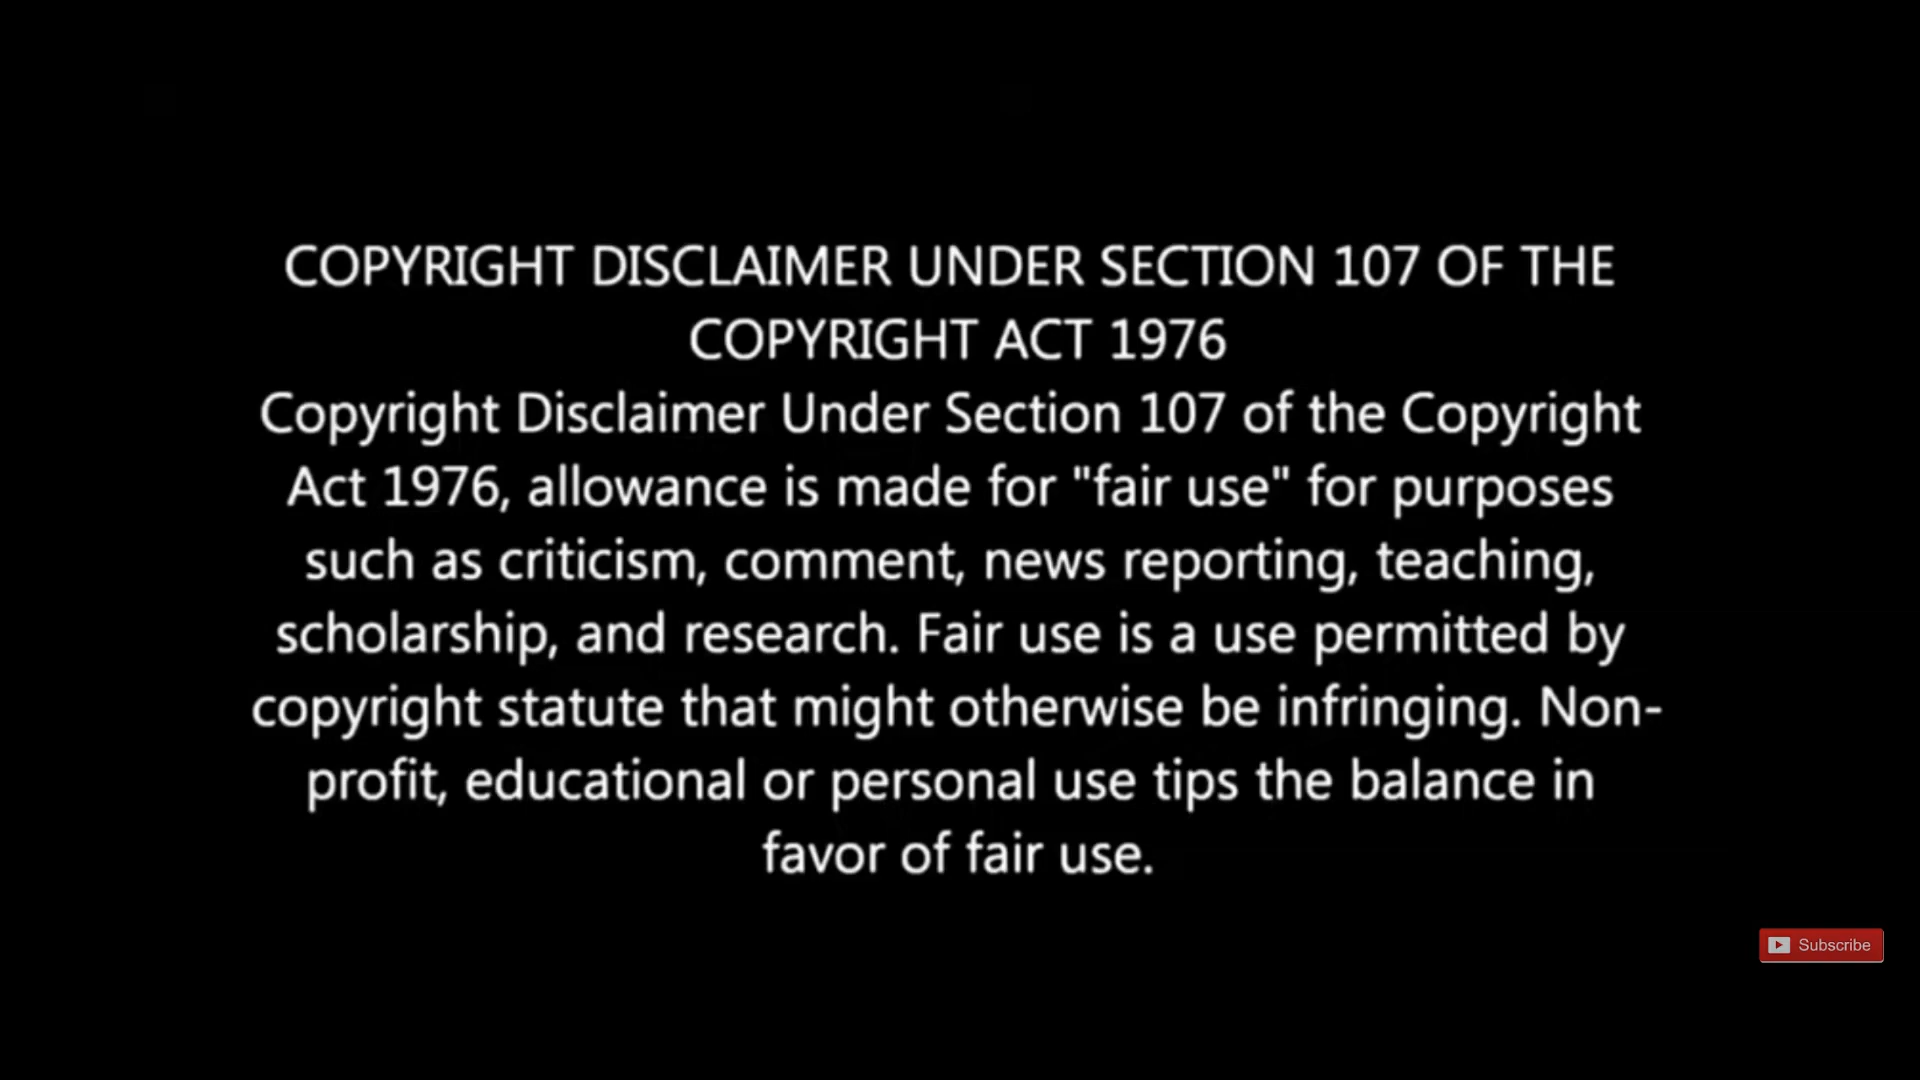 COPYRIGHT DISCLAIMER UNDER SECTION 107 OF THE
COPYRIGHT ACT 1976
Copyright Disclaimer Under Section 107 of the Copyright
Act 1976, allowance is made for "fair use" for purposes
such as criticism, comment, news reporting, teaching,
scholarship, and research. Fair use is a use permitted by
copyright statute that might otherwise be infringing. Non-
profit, educational or personal use tips the balance in
favor of fair use.
Subscribe